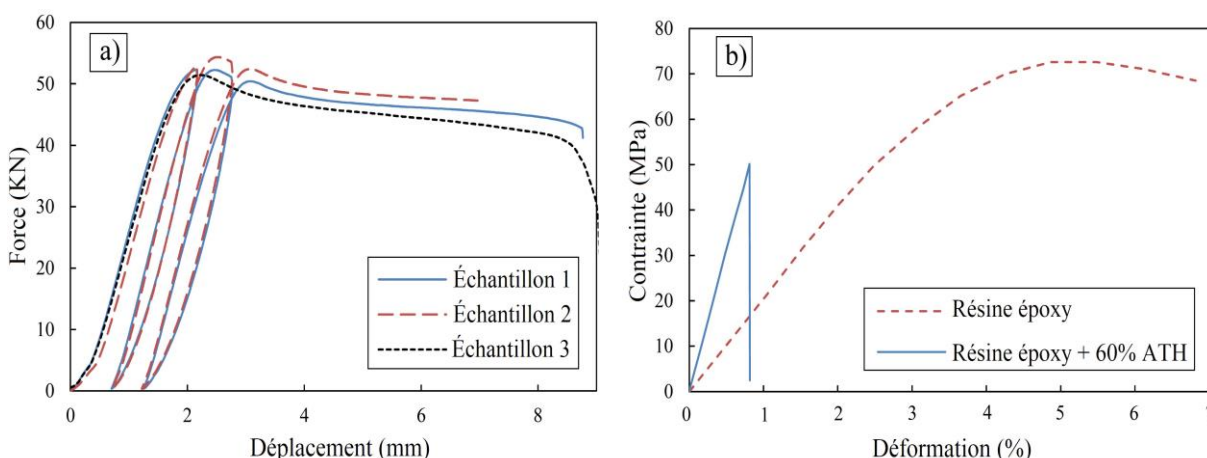 a)
60
50
40
30
20
10
0
Force (KN)
0 2 4 6 8
Déplacement (mm)
Échantillon 1
Échantillon 2
Échantillon 3
b)
80
70
60
50
40
30
20
10
0
Contrainte (MPa)
0 1 2 3 4 5 6 7
Déformation (%)
Résine époxy
Résine époxy + 60% ATH